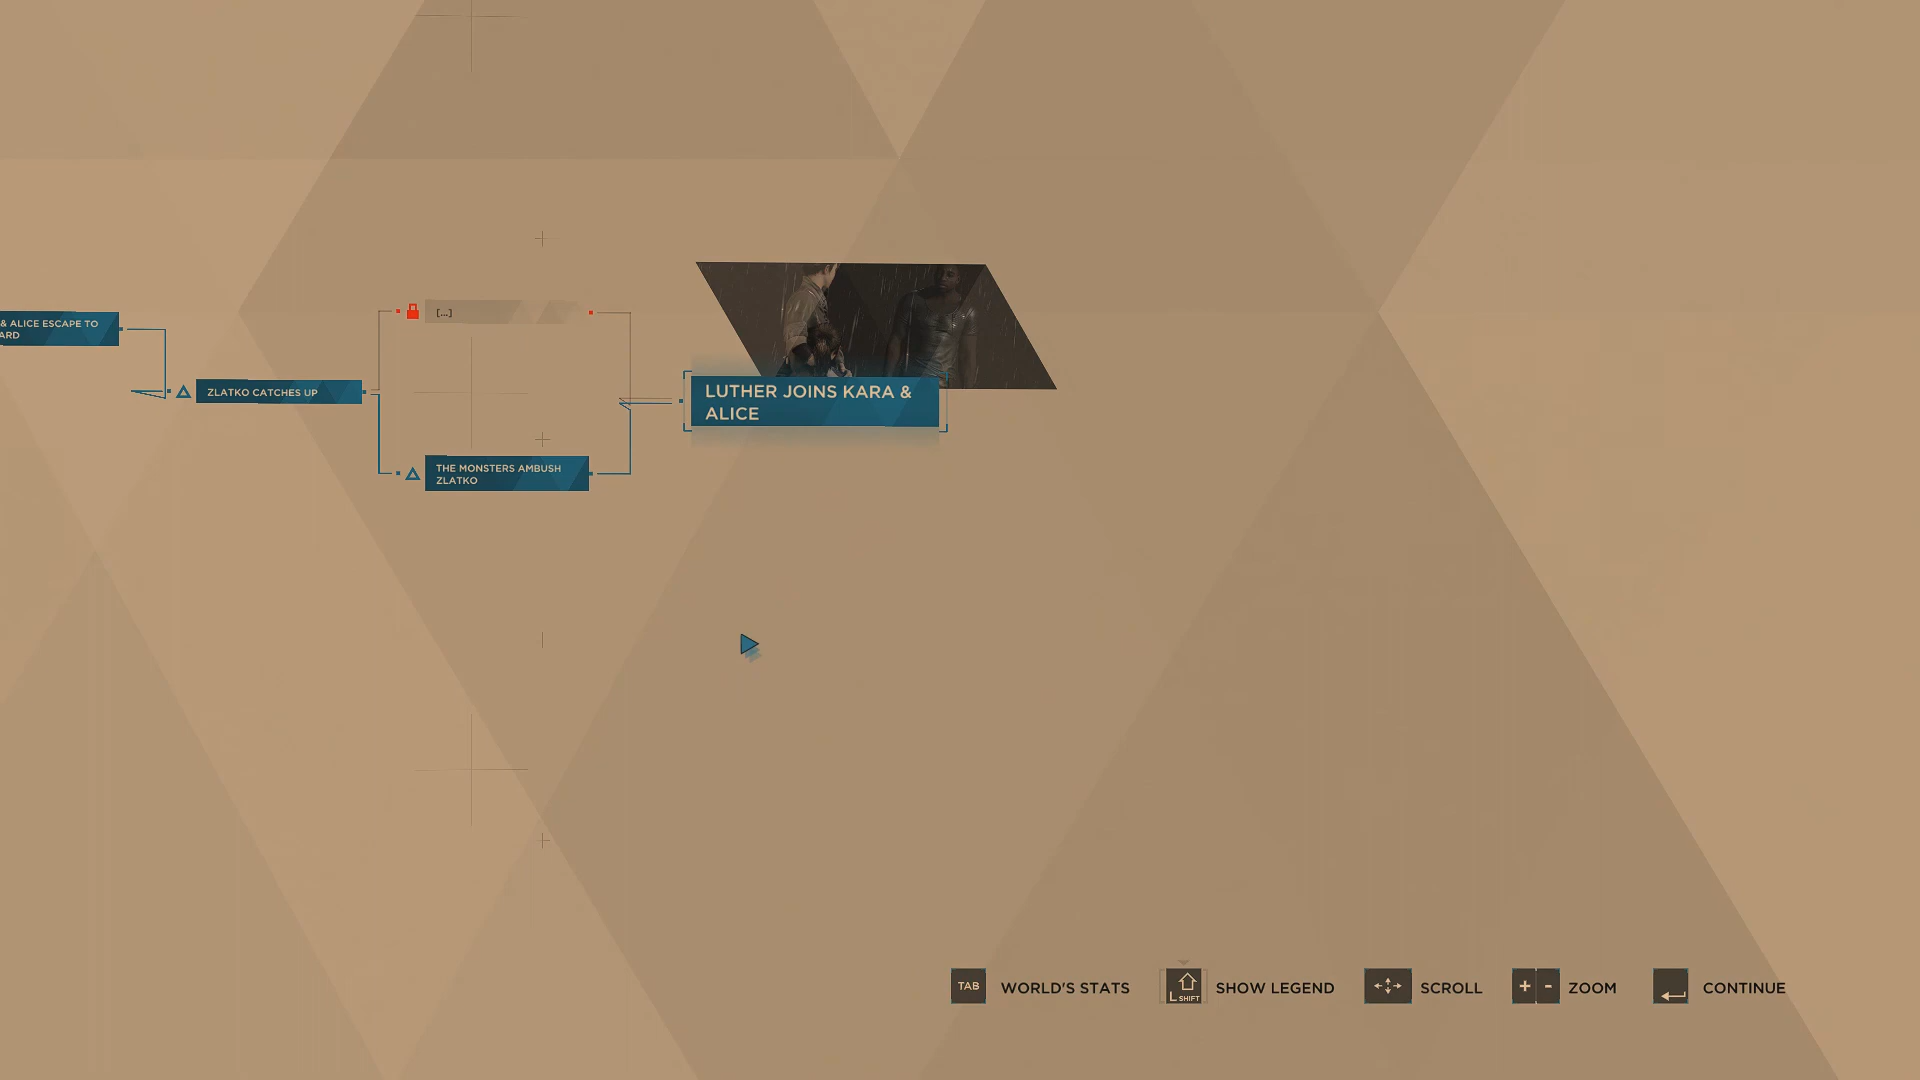 & ALICE ESCAPE TO
ARD
ZLATKO CATCHES UP
[...]
THE MONSTERS AMBUSH
ZLATKO
LUTHER JOINS KARA &
ALICE
TAB WORLD'S STATS L SHIFT SHOW LEGEND SCROLL + - ZOOM CONTINUE